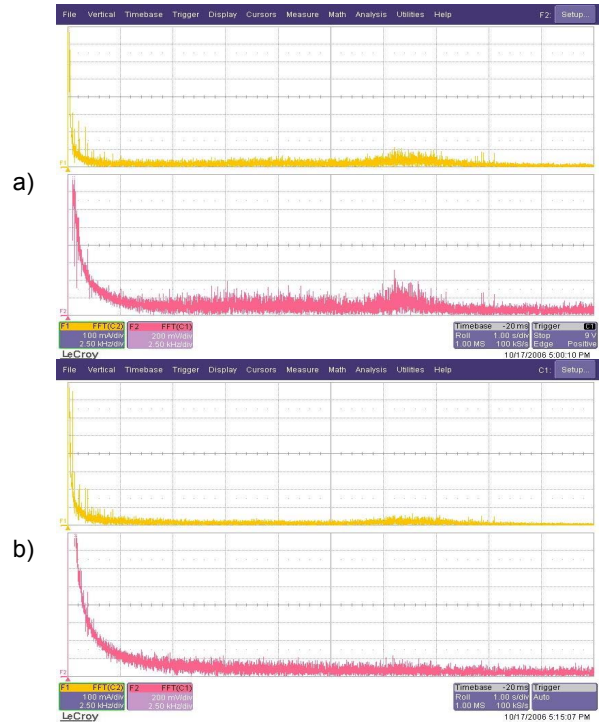 File Vertical Timebase Trigger Display Cursors Measure Math Analysis Utilities Help F2: Setup...
a)
F1
F2
F1 FFT(C2) F2 FFT(C1) Timebase -20 ms Trigger C1
100 mA/div 200 mV/div Roll 1.00 s/div Stop 9 V
2.50 kHz/div 2.50 kHz/div 1.00 MS 100 kS/s Edge Positive
LeCroy 10/17/2006 5:00:10 PM
File Vertical Timebase Trigger Display Cursors Measure Math Analysis Utilities Help C1: Setup...
b)
F1
F2
F1 FFT(C2) F2 FFT(C1) Timebase -20 ms Trigger
100 mA/div 200 mV/div Roll 1.00 s/div Auto
2.50 kHz/div 2.50 kHz/div 1.00 MS 100 kS/s
LeCroy 10/17/2006 5:15:07 PM